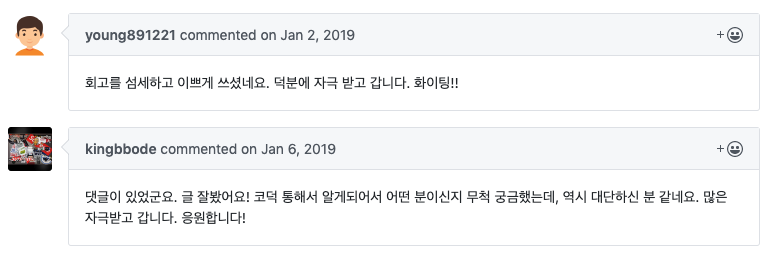 young891221 commented on Jan 2, 2019
회고를 섬세하고 이쁘게 쓰셨네요. 덕분에 자극 받고 갑니다. 화이팅!!
kingbbode commented on Jan 6, 2019
댓글이 있었군요. 글 잘봤어요! 코덕 통해서 알게되어서 어떤 분이신지 무척 궁금했는데, 역시 대단하신 분 같네요. 많은
자극받고 갑니다. 응원합니다!